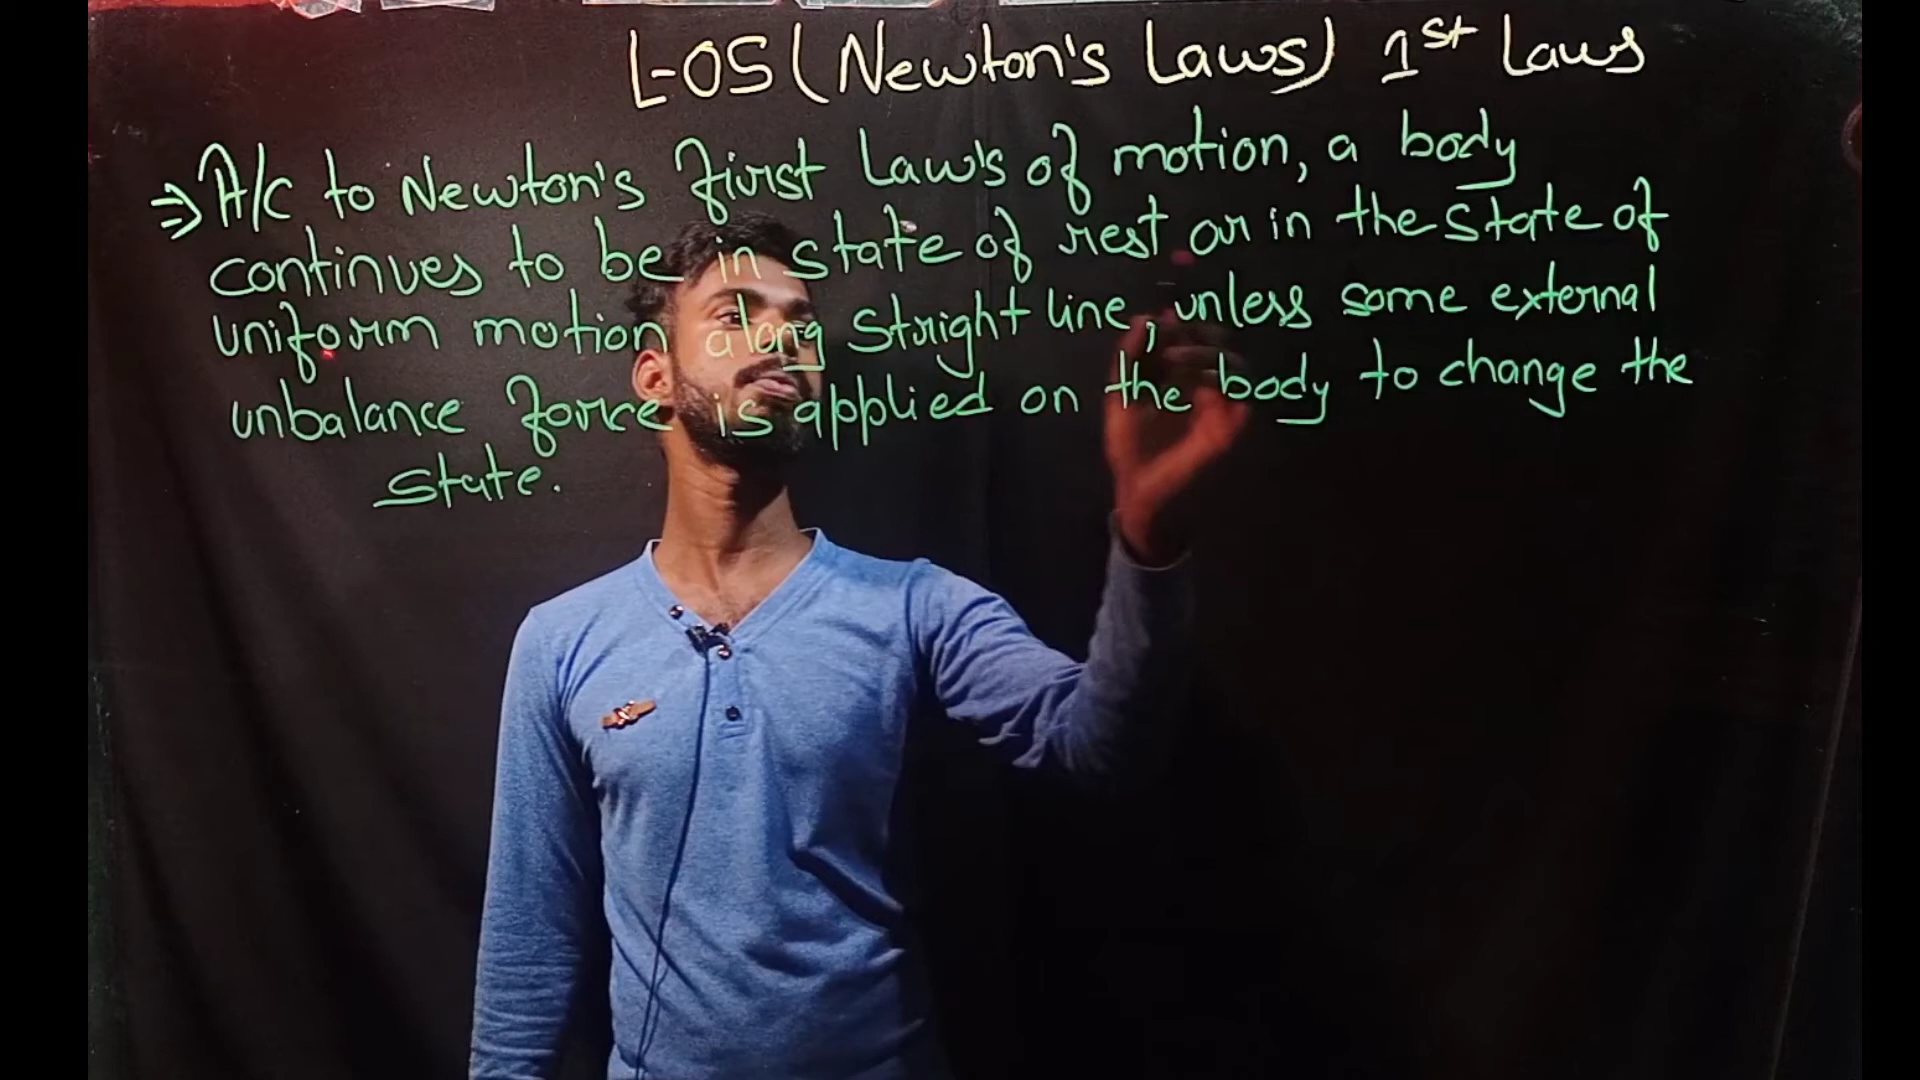 L-05 (Newton's Laws) 1st Laws
⇒ A/C to Newton's first Law's of motion, a body
continues to be in state of rest or in the state of
uniform motion along stright line, unless some external
unbalance force is applied on the body to change the
state.